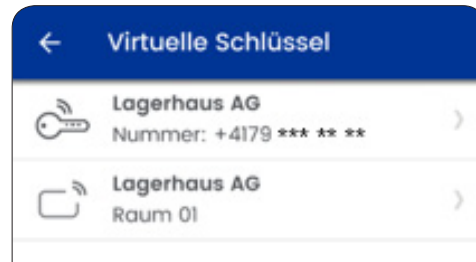 Virtuelle Schlüssel
Lagerhaus AG
Nummer: +4179 *** ** **
Lagerhaus AG
Raum 01